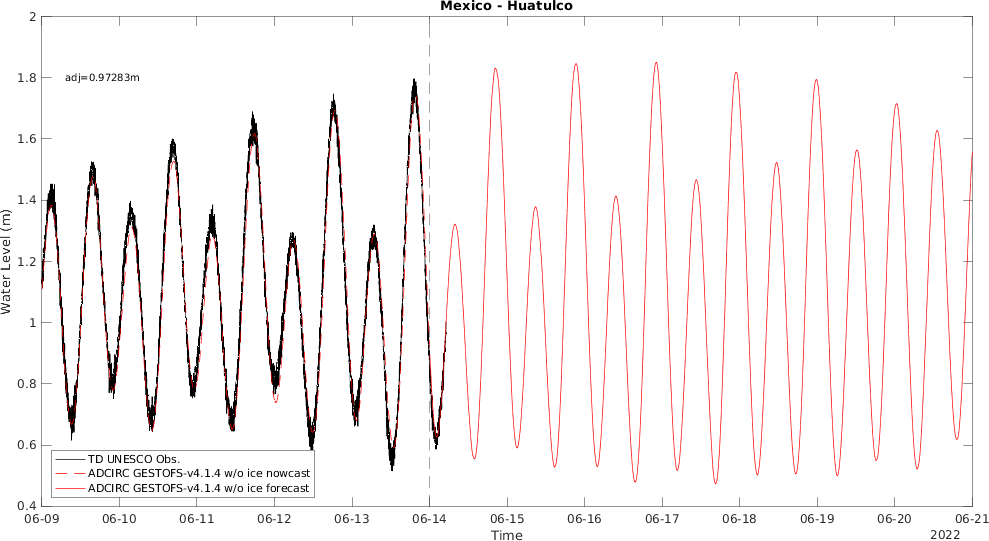 Mexico - Huatulco
2
1.8
1.6
1.4
1.2
1
0.8
0.6
0.4
Water Level (m)
adj=0.97283m
TD UNESCO Obs.
ADCIRC GESTOFS-v4.1.4 w/o ice nowcast
ADCIRC GESTOFS-v4.1.4 w/o ice forecast
06-09 06-10 06-11 06-12 06-13 06-14 06-15 06-16 06-17 06-18 06-19 06-20 06-21
Time
2022